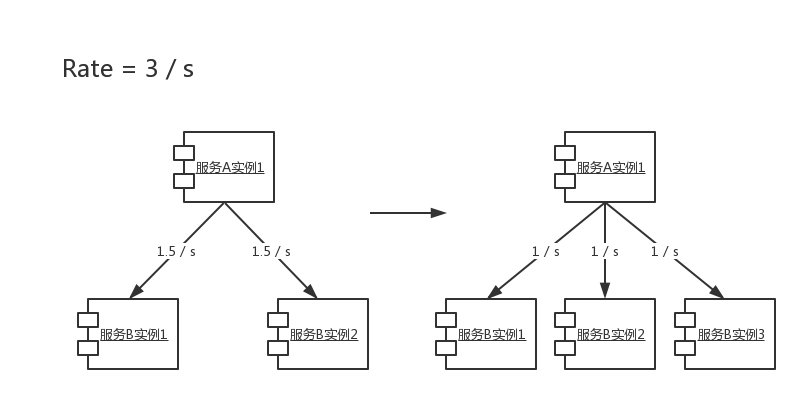 Rate = 3 / s
服务A实例1
服务A实例1
1.5 / s
1.5 / s
1 / s
1 / s
1 / s
服务B实例1
服务B实例2
服务B实例1
服务B实例2
服务B实例3